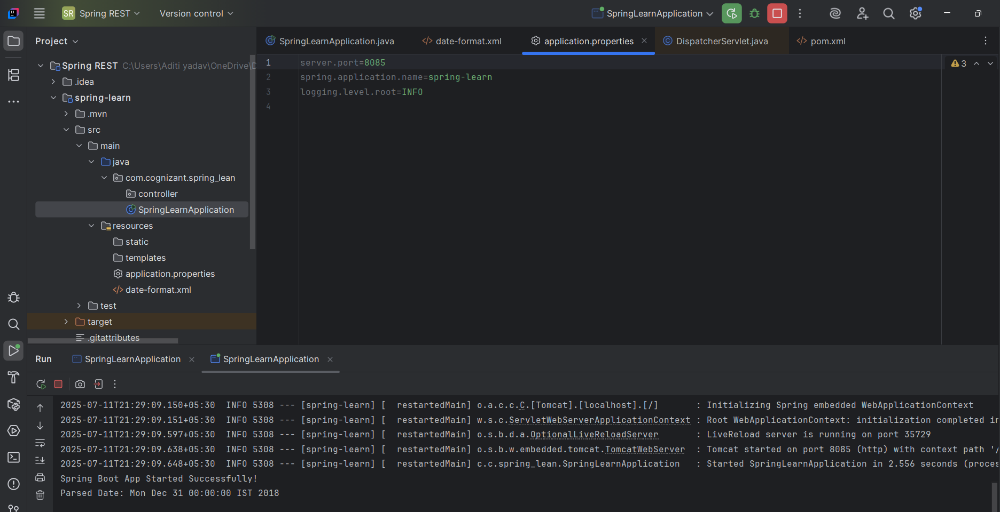 SR Spring REST Version control SpringLearnApplication
Project
SpringLearnApplication.java date-format.xml application.properties DispatcherServlet.java pom.xml
Spring REST C:\Users\Aditi yadav\OneDrive\D
.idea
spring-learn
.mvn
src
main
java
com.cognizant.spring_lean
controller
SpringLearnApplication
resources
static
templates
application.properties
date-format.xml
test
target
.gitattributes
1 server.port=8085
2 spring.application.name=spring-learn
3 logging.level.root=INFO
4
3
Run SpringLearnApplication SpringLearnApplication
2025-07-11T21:29:09.150+05:30 INFO 5308 --- [spring-learn] [ restartedMain] o.a.c.c.C.[Tomcat].[localhost].[/] : Initializing Spring embedded WebApplicationContext
2025-07-11T21:29:09.151+05:30 INFO 5308 --- [spring-learn] [ restartedMain] w.s.c.ServletWebServerApplicationContext : Root WebApplicationContext: initialization completed in
2025-07-11T21:29:09.597+05:30 INFO 5308 --- [spring-learn] [ restartedMain] o.s.b.d.a.OptionalLiveReloadServer : LiveReload server is running on port 35729
2025-07-11T21:29:09.638+05:30 INFO 5308 --- [spring-learn] [ restartedMain] o.s.b.w.embedded.tomcat.TomcatWebServer : Tomcat started on port 8085 (http) with context path '/
2025-07-11T21:29:09.648+05:30 INFO 5308 --- [spring-learn] [ restartedMain] c.c.spring_lean.SpringLearnApplication : Started SpringLearnApplication in 2.556 seconds (proces
Spring Boot App Started Successfully!
Parsed Date: Mon Dec 31 00:00:00 IST 2018